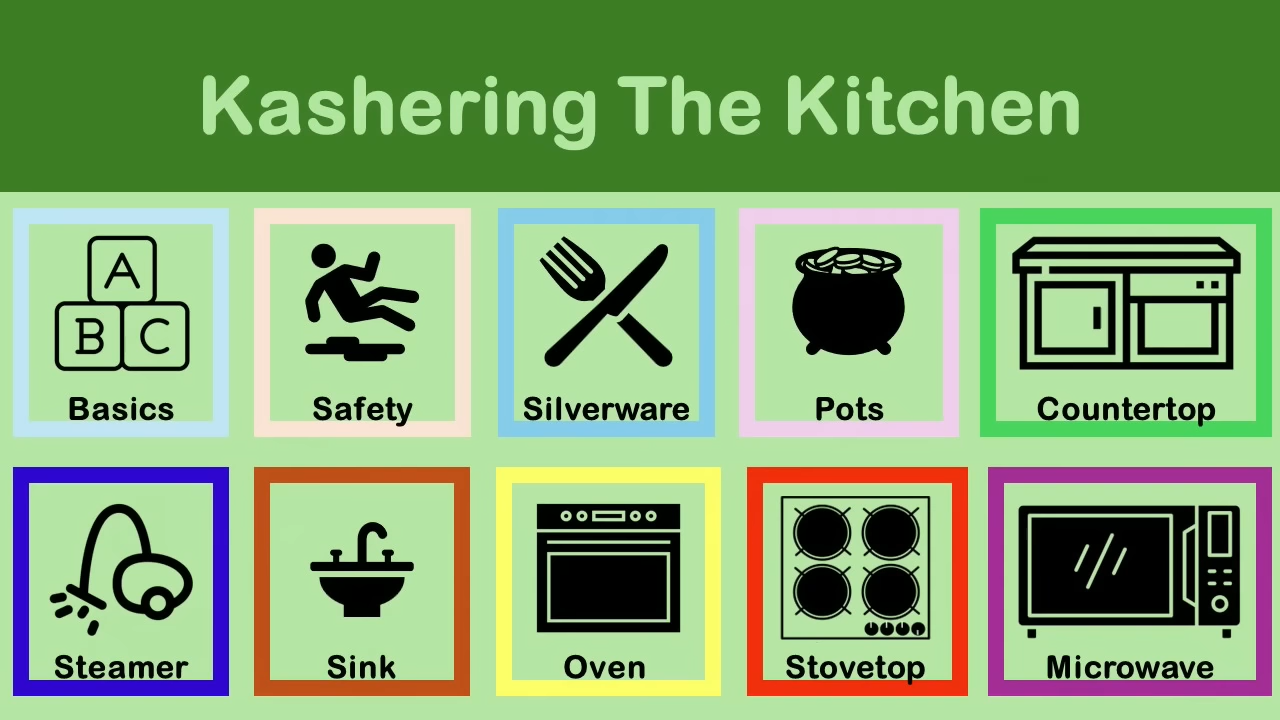 Kashering The Kitchen
A
B C
Basics
Safety
Silverware
Pots
Countertop
Steamer
Sink
Oven
Stovetop
Microwave